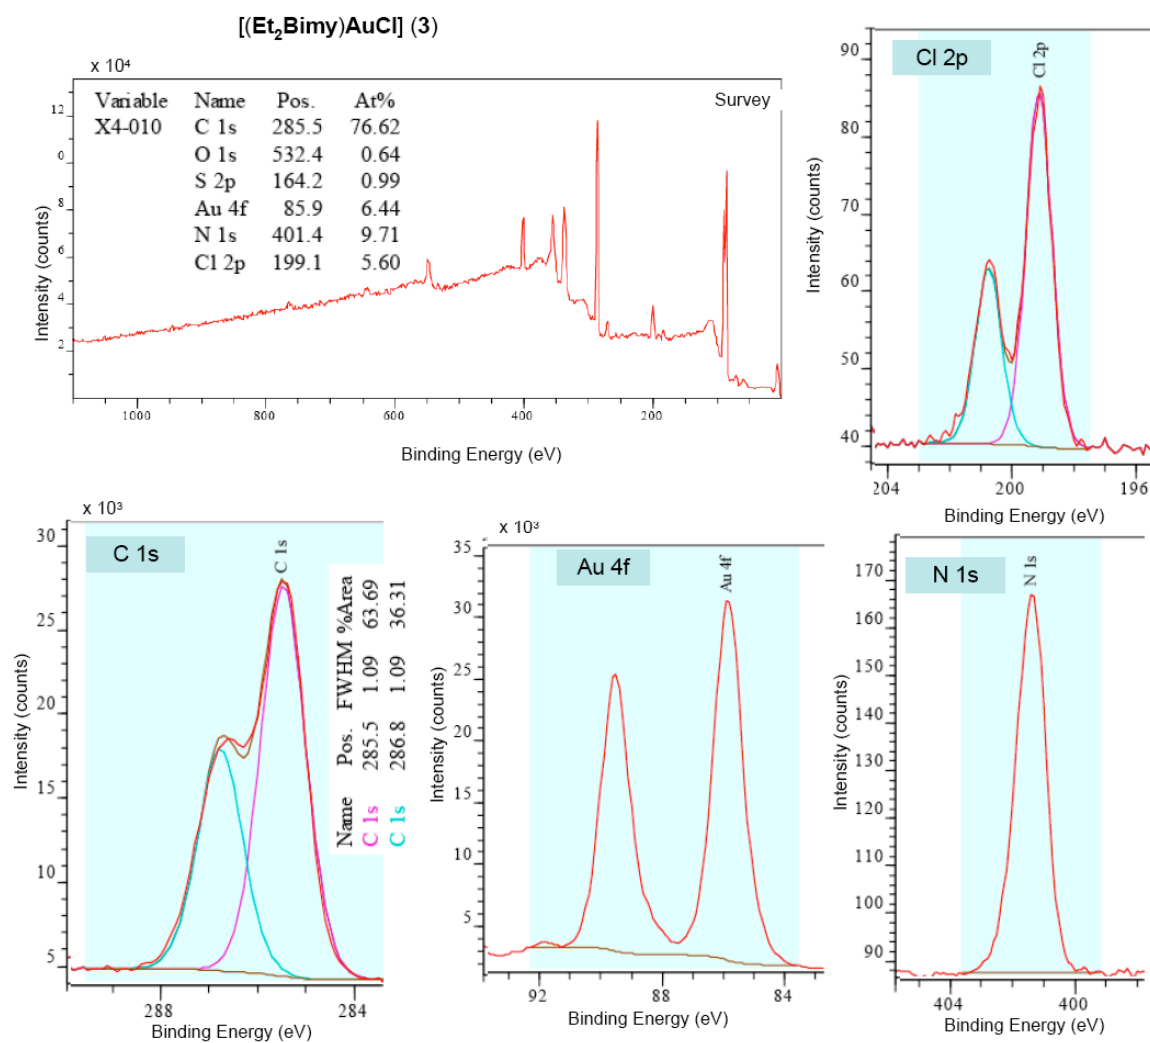 [(Et₂Bimy)AuCl] (3)
x 10⁴
Survey
Variable Name Pos. At%
X4-010 C 1s 285.5 76.62
O 1s 532.4 0.64
S 2p 164.2 0.99
Au 4f 85.9 6.44
N 1s 401.4 9.71
Cl 2p 199.1 5.60
12
0
8
6
4
2
Intensity (counts)
1000 800 600 400 200
Binding Energy (eV)
Cl 2p
Cl 2p
90
80
70
60
50
40
Intensity (counts)
204 200 196
Binding Energy (eV)
x 10³
C 1s
C 1s
30
25
20
15
10
5
Intensity (counts)
Name Pos. FWHM %Area
C 1s 285.5 1.09 63.69
C 1s 286.8 1.09 36.31
288 284
Binding Energy (eV)
x 10³
Au 4f
Au 4f
35
30
25
20
15
10
5
Intensity (counts)
92 88 84
Binding Energy (eV)
N 1s
N 1s
170
160
150
140
130
120
110
100
90
Intensity (counts)
404 400
Binding Energy (eV)